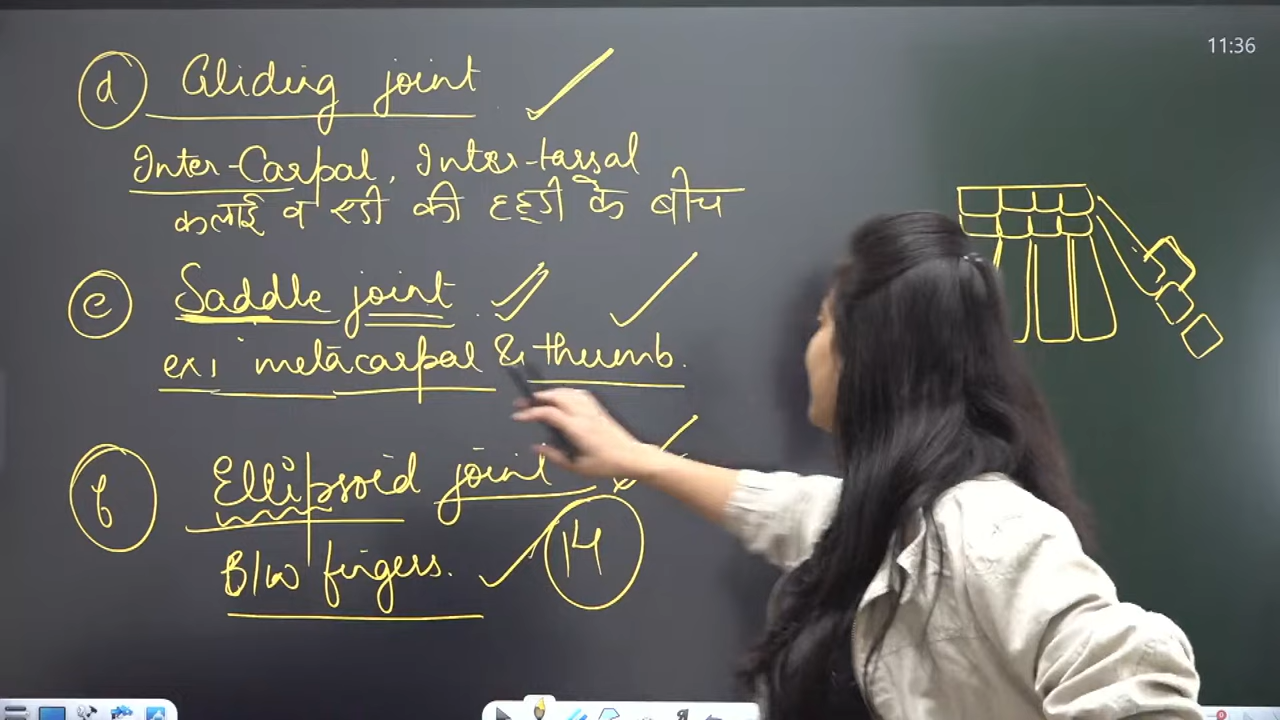 11:36
d Gliding joint
Inter-Carpal, Inter-tarsal
कलाई व एडी की हड्डी के बीच
e Saddle joint
ex: metacarpal & thumb.
f Ellipsoid joint
B/w fingers. 14